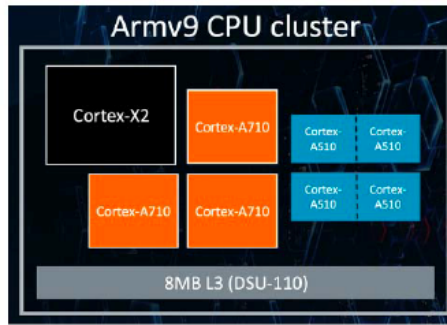 Armv9 CPU cluster
Cortex-X2
Cortex-A710
Cortex-
A510
Cortex-
A510
Cortex-A710
Cortex-A710
Cortex-
A510
Cortex-
A510
8MB L3 (DSU-110)